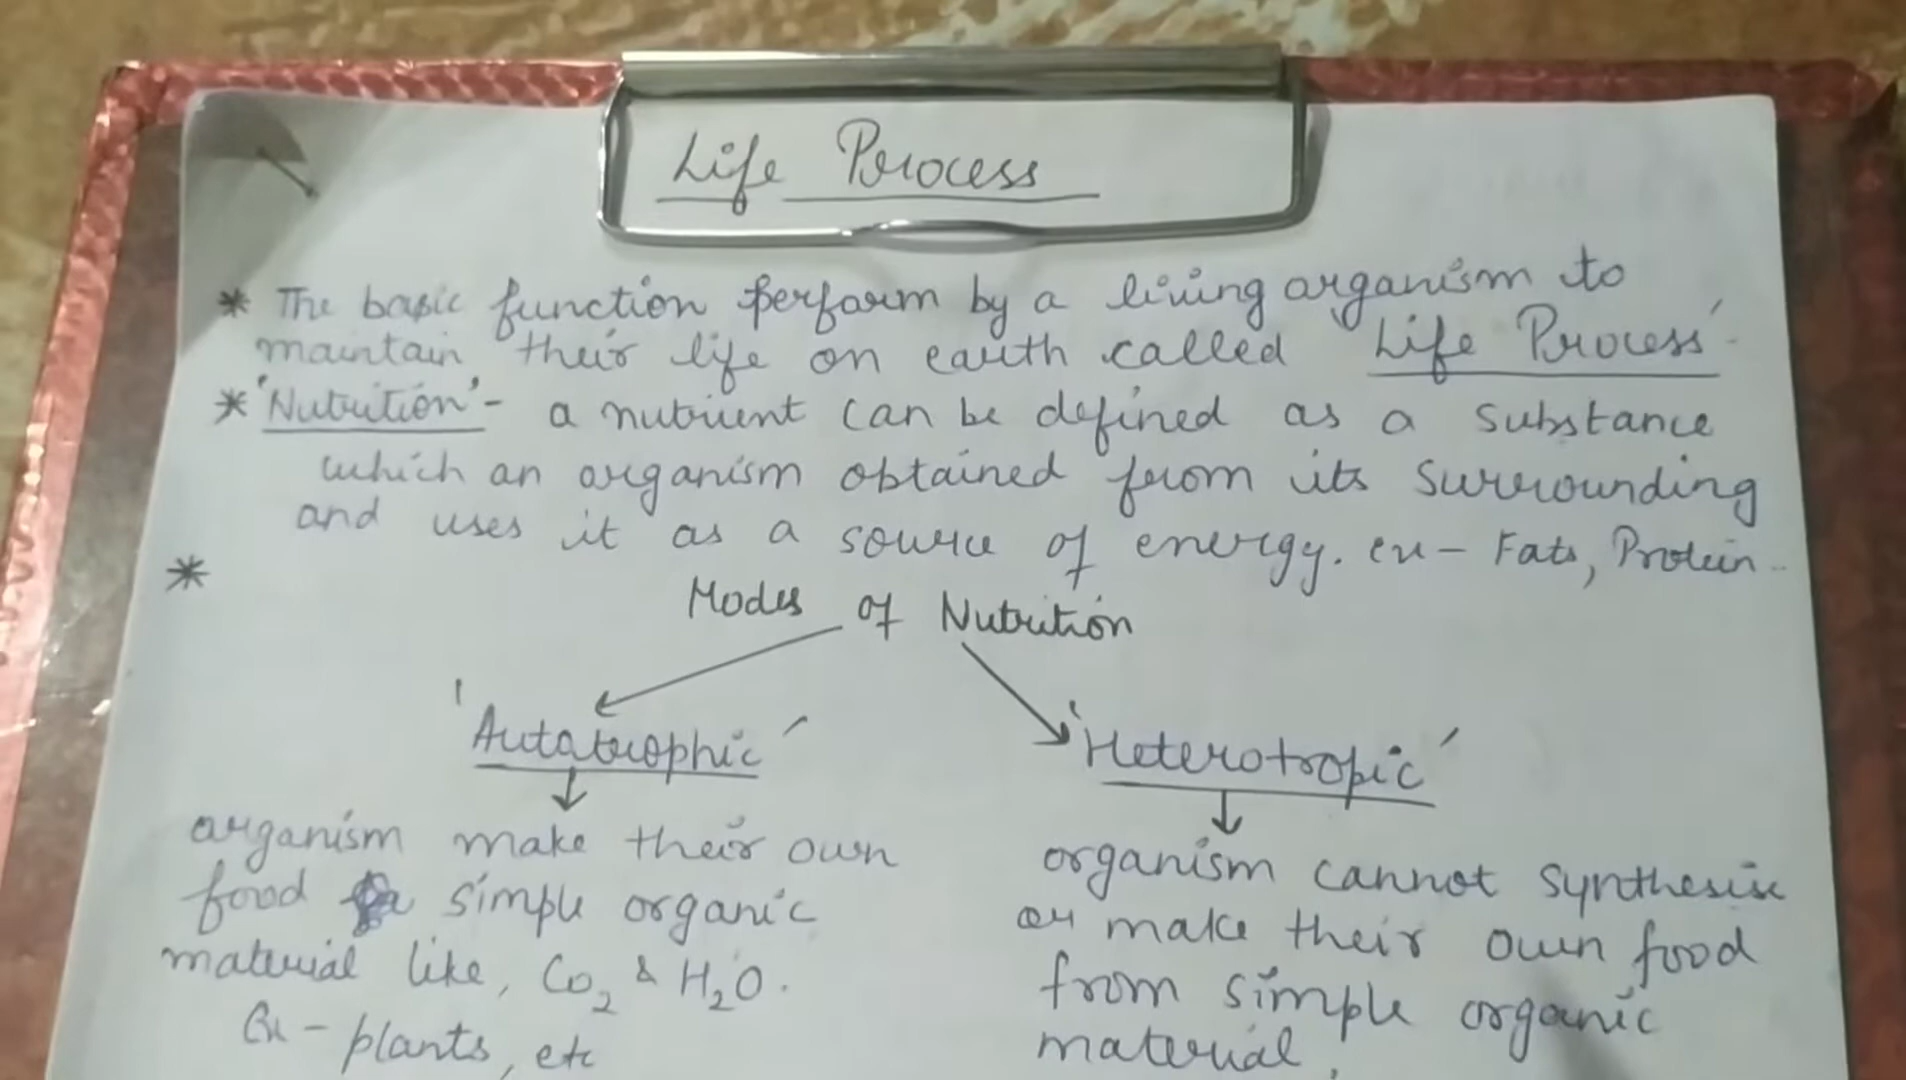 Life Process
* The basic function perform by a living organism to
maintain their life on earth called 'Life Process'
* 'Nutrition' - a nutrient can be defined as a substance
which an organism obtained from its surrounding
and uses it as a source of energy. ex - Fats, Protein..
*
Modes of Nutrition
'Autotrophic' 'Heterotropic'
organism make their own
food simple organic
material like, Co2 & H2O.
Ex - plants, etc
organism cannot synthesise
or make their own food
from simple organic
material,